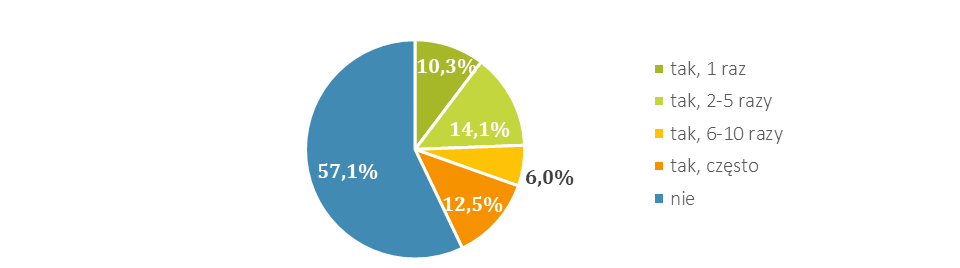 10,3%
14,1%
6,0%
12,5%
57,1%
tak, 1 raz
tak, 2-5 razy
tak, 6-10 razy
tak, często
nie